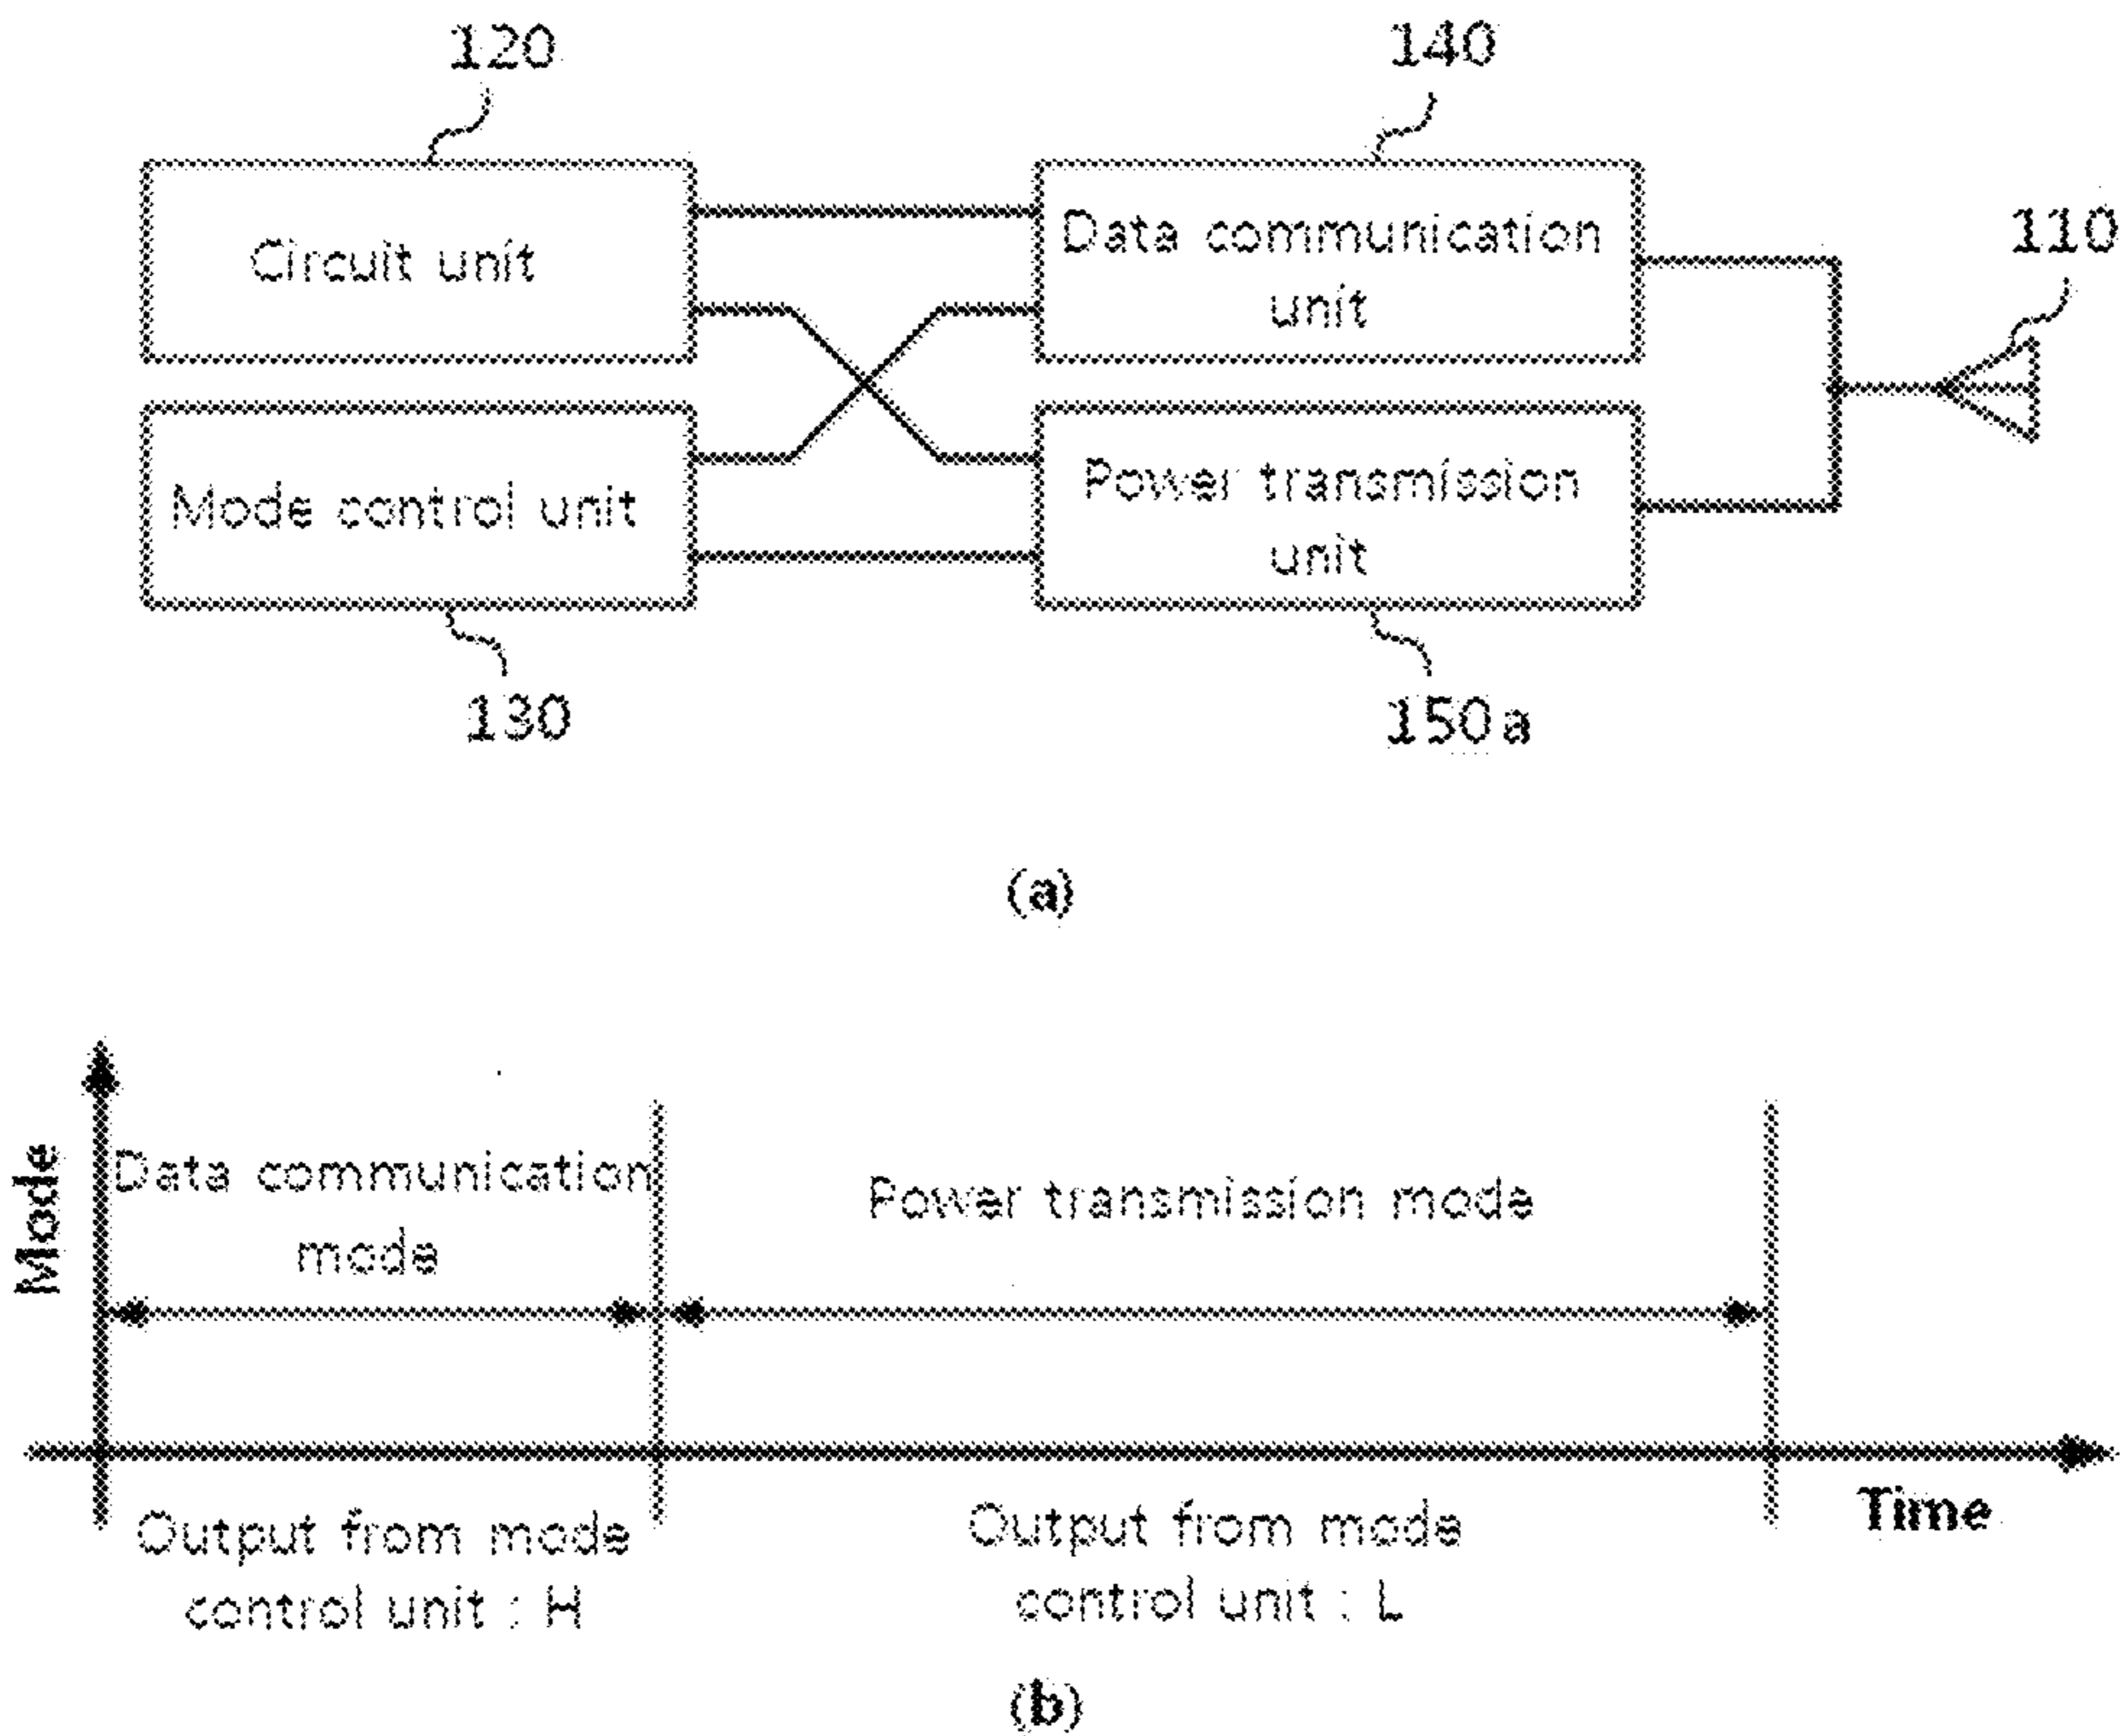 120
140
110
Circuit unit
Data communication
unit
Mode control unit
Power transmission
unit
130
150a
(a)
Mode
Data communication
mode
Power transmission mode
Time
Output from mode
control unit : H
Output from mode
control unit : L
(b)